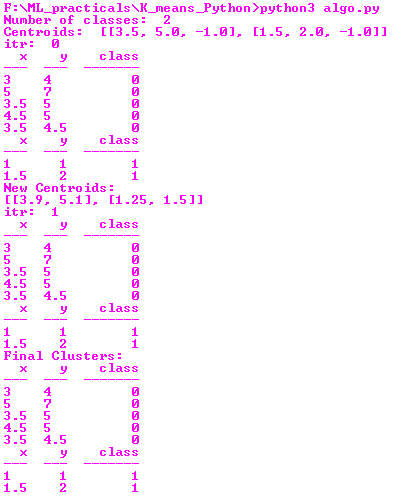 F:\ML_practicals\K_means_Python>python3 algo.py
Number of classes:  2
Centroids:  [[3.5, 5.0, -1.0], [1.5, 2.0, -1.0]]
itr:  0
  x    y    class
---  ---  -------
3    4          0
5    7          0
3.5  5          0
4.5  5          0
3.5  4.5        0
  x    y    class
---  ---  -------
1      1        1
1.5    2        1
New Centroids:
[[3.9, 5.1], [1.25, 1.5]]
itr:  1
  x    y    class
---  ---  -------
3    4          0
5    7          0
3.5  5          0
4.5  5          0
3.5  4.5        0
  x    y    class
---  ---  -------
1      1        1
1.5    2        1
Final Clusters:
  x    y    class
---  ---  -------
3    4          0
5    7          0
3.5  5          0
4.5  5          0
3.5  4.5        0
  x    y    class
---  ---  -------
1      1        1
1.5    2        1